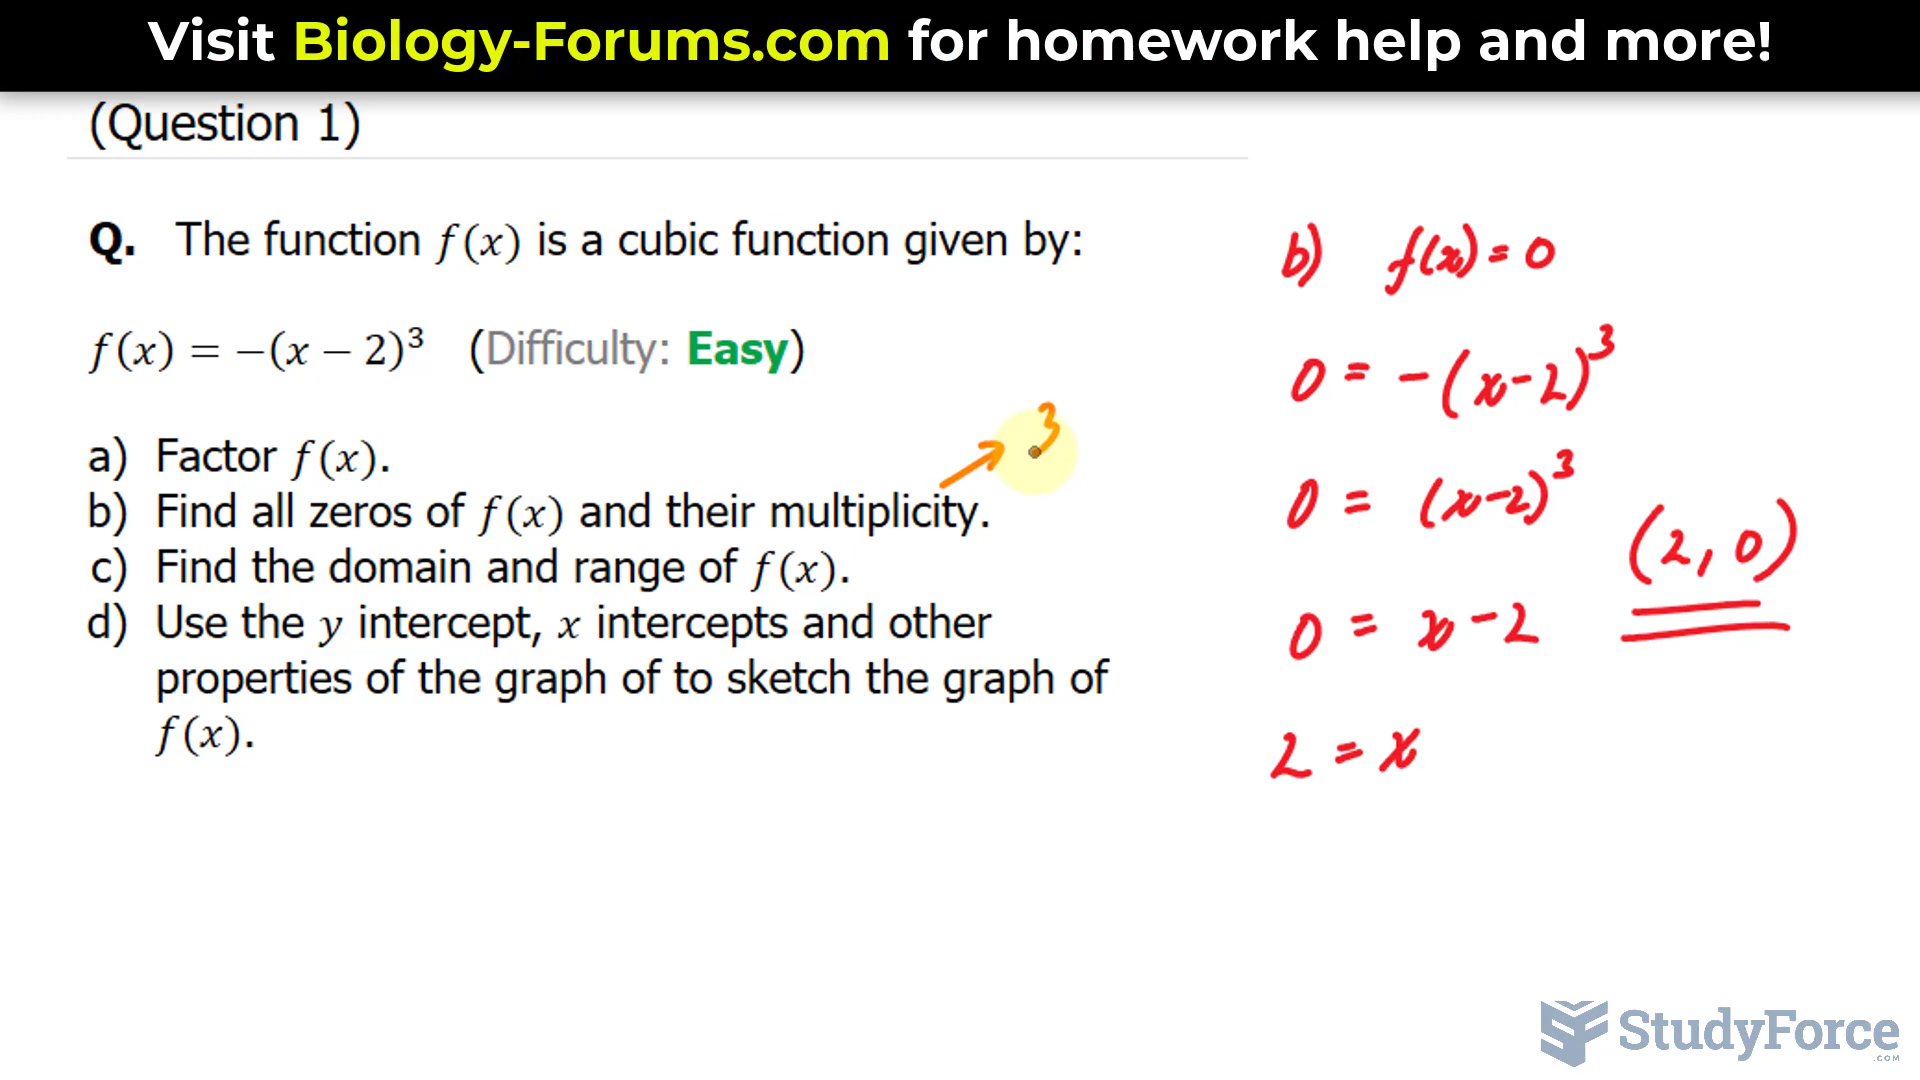 Visit Biology-Forums.com for homework help and more!
(Question 1)
Q. The function f(x) is a cubic function given by:
f(x) = −(x − 2)³ (Difficulty: Easy)
a) Factor f(x).
b) Find all zeros of f(x) and their multiplicity.
c) Find the domain and range of f(x).
d) Use the y intercept, x intercepts and other
properties of the graph of to sketch the graph of
f(x).
3
b) f(x) = 0
0 = -(x-2)³
0 = (x-2)³
0 = x-2
2 = x
(2, 0)
StudyForce
.COM